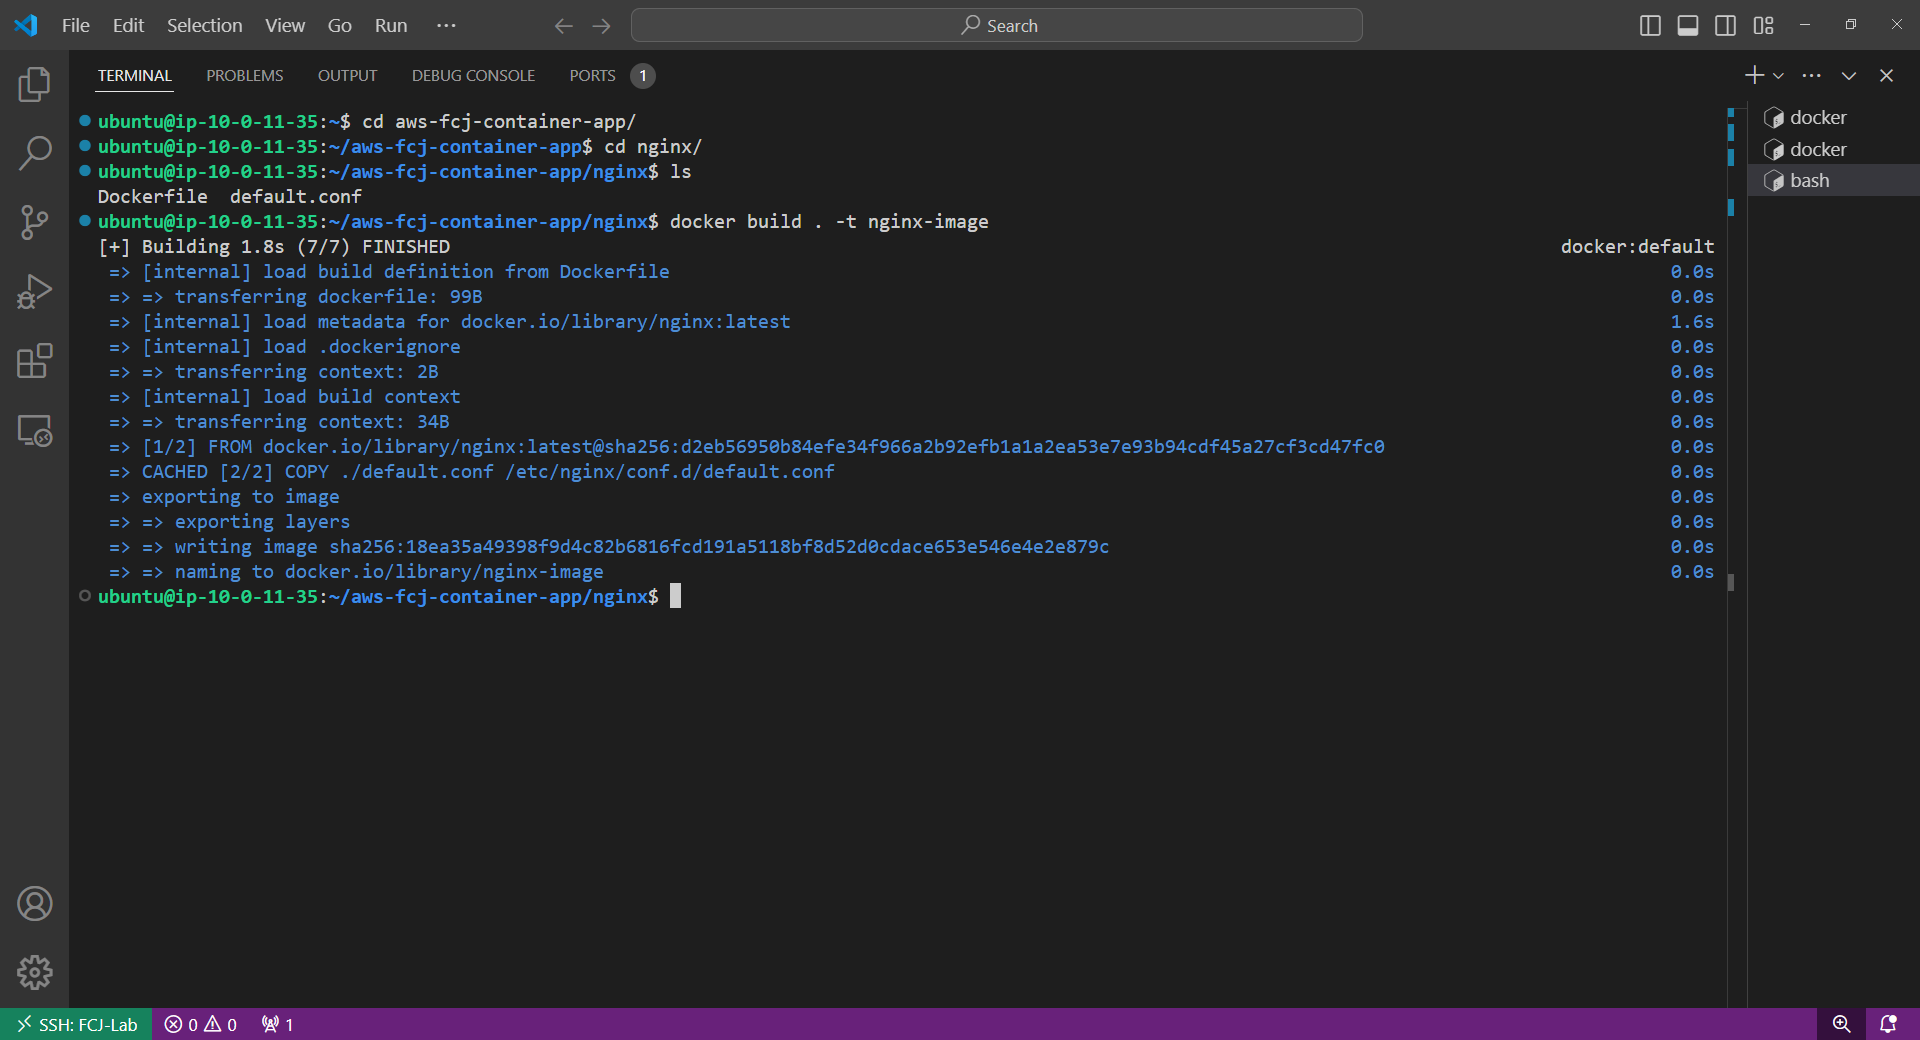 File Edit Selection View Go Run ··· Search
TERMINAL PROBLEMS OUTPUT DEBUG CONSOLE PORTS 1
ubuntu@ip-10-0-11-35:~$ cd aws-fcj-container-app/
ubuntu@ip-10-0-11-35:~/aws-fcj-container-app$ cd nginx/
ubuntu@ip-10-0-11-35:~/aws-fcj-container-app/nginx$ ls
Dockerfile  default.conf
ubuntu@ip-10-0-11-35:~/aws-fcj-container-app/nginx$ docker build . -t nginx-image
[+] Building 1.8s (7/7) FINISHED docker:default
=> [internal] load build definition from Dockerfile 0.0s
=> => transferring dockerfile: 99B 0.0s
=> [internal] load metadata for docker.io/library/nginx:latest 1.6s
=> [internal] load .dockerignore 0.0s
=> => transferring context: 2B 0.0s
=> [internal] load build context 0.0s
=> => transferring context: 34B 0.0s
=> [1/2] FROM docker.io/library/nginx:latest@sha256:d2eb56950b84efe34f966a2b92efb1a1a2ea53e7e93b94cdf45a27cf3cd47fc0 0.0s
=> CACHED [2/2] COPY ./default.conf /etc/nginx/conf.d/default.conf 0.0s
=> exporting to image 0.0s
=> => exporting layers 0.0s
=> => writing image sha256:18ea35a49398f9d4c82b6816fcd191a5118bf8d52d0cdace653e546e4e2e879c 0.0s
=> => naming to docker.io/library/nginx-image 0.0s
ubuntu@ip-10-0-11-35:~/aws-fcj-container-app/nginx$
docker
docker
bash
SSH: FCJ-Lab 0 0 1